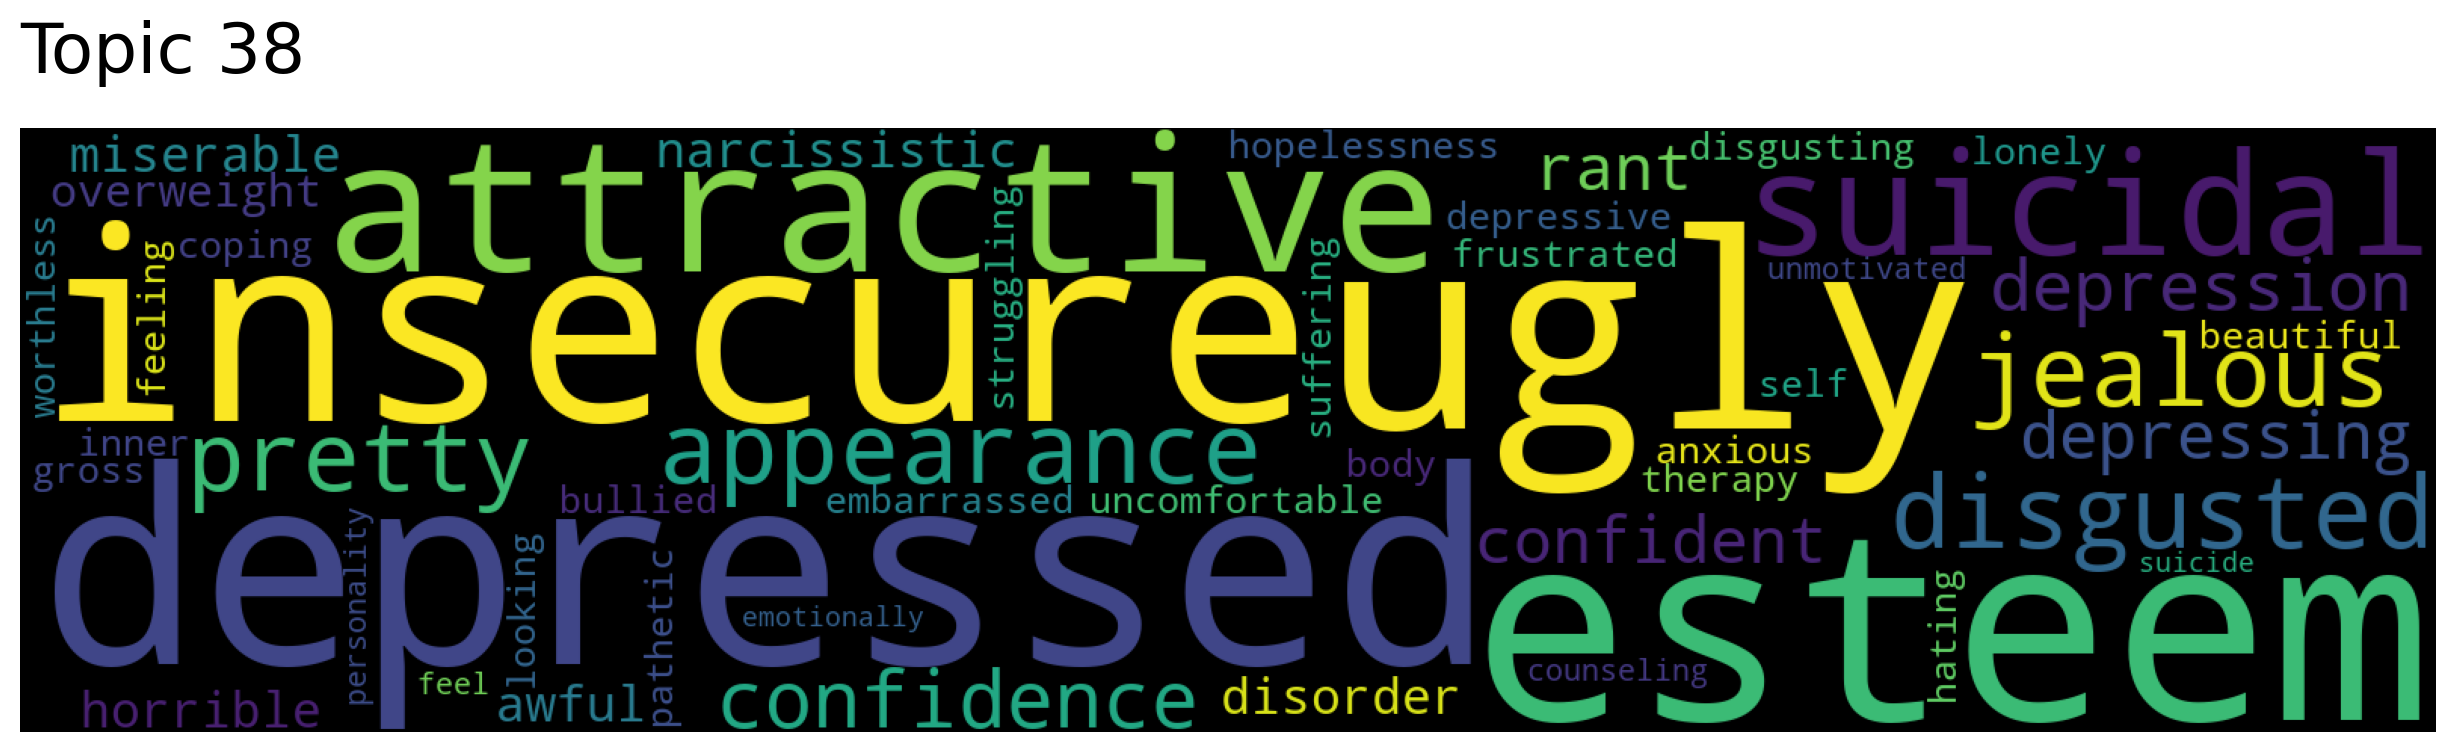 Topic 38
miserable
narcissistic
hopelessness
rant
disgusting
lonely
overweight
attractive
suicidal
depressive
coping
frustrated
unmotivated
depression
worthless
feeling
insecure
struggling
suffering
ugly
beautiful
jealous
self
inner
pretty
appearance
body
anxious
depressing
gross
therapy
bullied
embarrassed
uncomfortable
disgusted
depressed
confident
suicide
personality
looking
pathetic
emotionally
esteem
hating
counseling
feel
horrible
awful
confidence
disorder